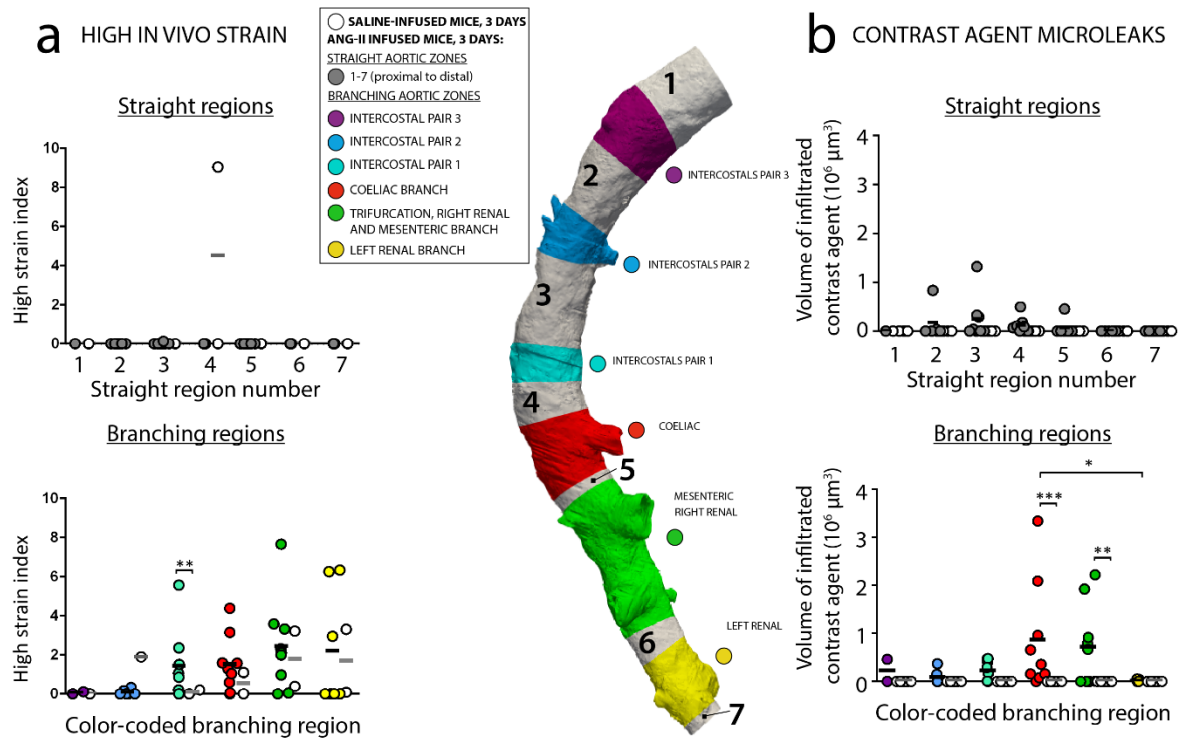 a HIGH IN VIVO STRAIN
SALINE-INFUSED MICE, 3 DAYS
ANG-II INFUSED MICE, 3 DAYS:
STRAIGHT AORTIC ZONES
1-7 (proximal to distal)
BRANCHING AORTIC ZONES
INTERCOSTAL PAIR 3
INTERCOSTAL PAIR 2
INTERCOSTAL PAIR 1
COELIAC BRANCH
TRIFURCATION, RIGHT RENAL
AND MESENTERIC BRANCH
LEFT RENAL BRANCH
Straight regions
High strain index
10
8
6
4
2
0
1 2 3 4 5 6 7
Straight region number
Branching regions
High strain index
10
8
6
4
2
0
**
Color-coded branching region
1
INTERCOSTALS PAIR 3
2
INTERCOSTALS PAIR 2
3
INTERCOSTALS PAIR 1
4
COELIAC
5
MESENTERIC
RIGHT RENAL
6
LEFT RENAL
7
b CONTRAST AGENT MICROLEAKS
Straight regions
Volume of infiltrated
contrast agent (10⁶ µm³)
4
3
2
1
0
1 2 3 4 5 6 7
Straight region number
Branching regions
Volume of infiltrated
contrast agent (10⁶ µm³)
4
3
2
1
0
*
***
**
Color-coded branching region